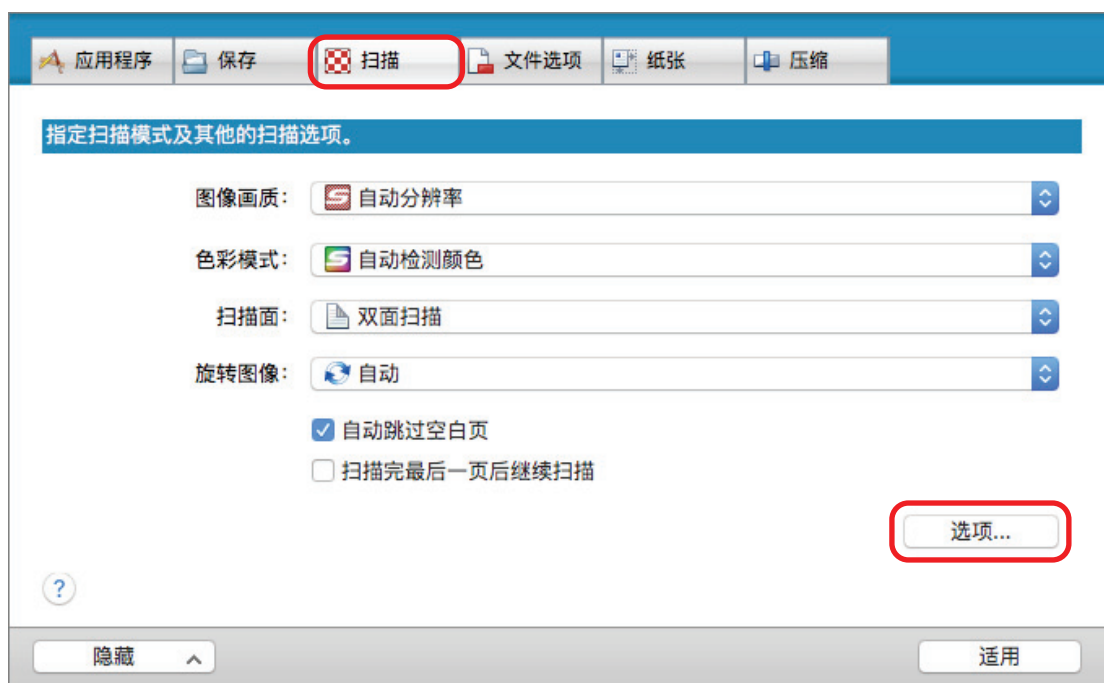 应用程序 保存 扫描 文件选项 纸张 压缩
指定扫描模式及其他的扫描选项。
图像画质: 自动分辨率
色彩模式: 自动检测颜色
扫描面: 双面扫描
旋转图像: 自动
自动跳过空白页
扫描完最后一页后继续扫描
选项...
?
隐藏 适用